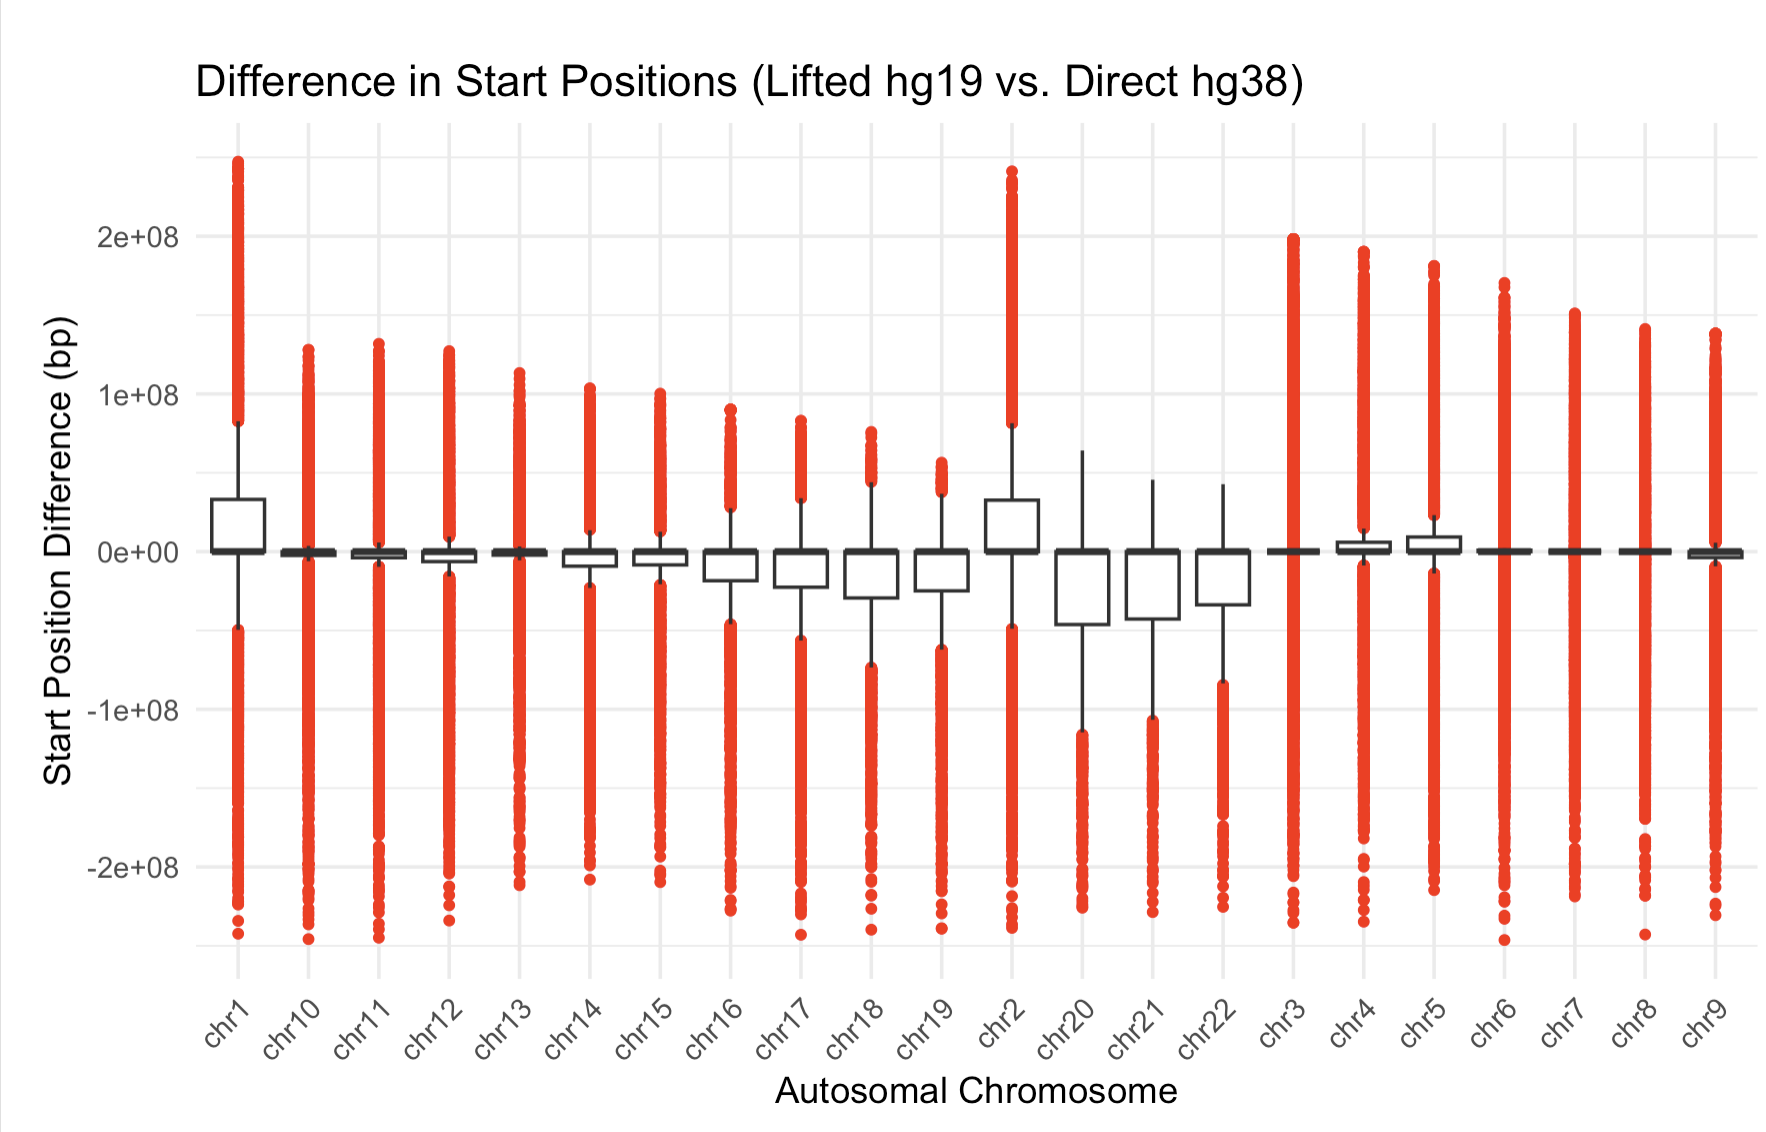 Difference in Start Positions (Lifted hg19 vs. Direct hg38)
Start Position Difference (bp)
2e+08
1e+08
0e+00
-1e+08
-2e+08
chr1 chr10 chr11 chr12 chr13 chr14 chr15 chr16 chr17 chr18 chr19 chr2 chr20 chr21 chr22 chr3 chr4 chr5 chr6 chr7 chr8 chr9
Autosomal Chromosome